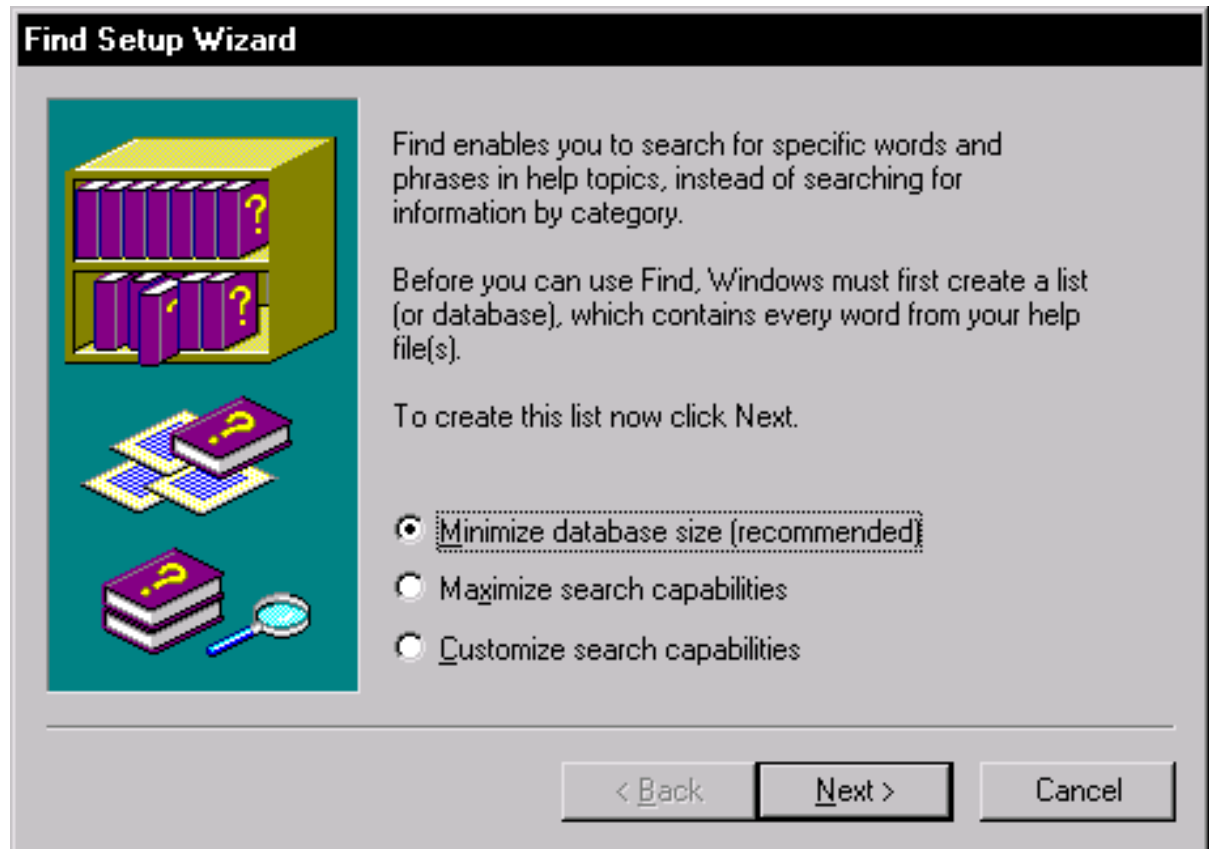 Find Setup Wizard
Find enables you to search for specific words and
phrases in help topics, instead of searching for
information by category.
Before you can use Find, Windows must first create a list
(or database), which contains every word from your help
file(s).
To create this list now click Next.
Minimize database size (recommended)
Maximize search capabilities
Customize search capabilities
< Back Next > Cancel